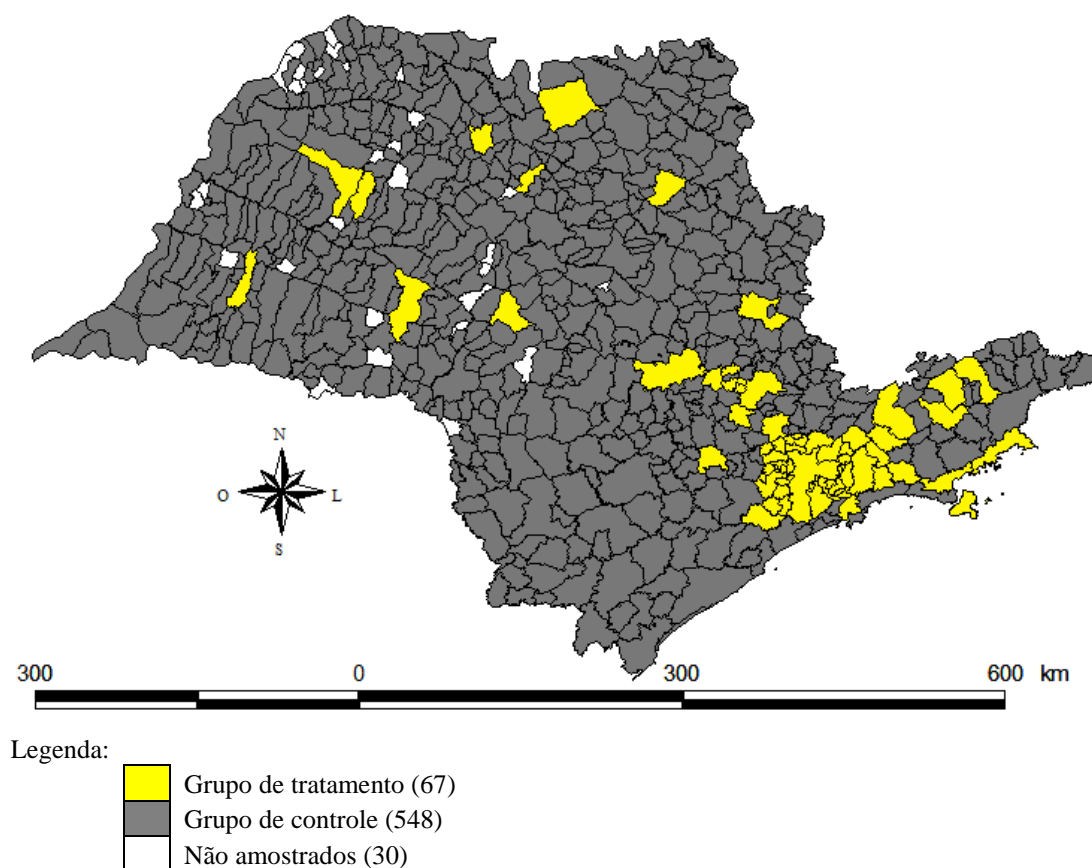 N
O L
S
300 0 300 600 km
Legenda:
Grupo de tratamento (67)
Grupo de controle (548)
Não amostrados (30)